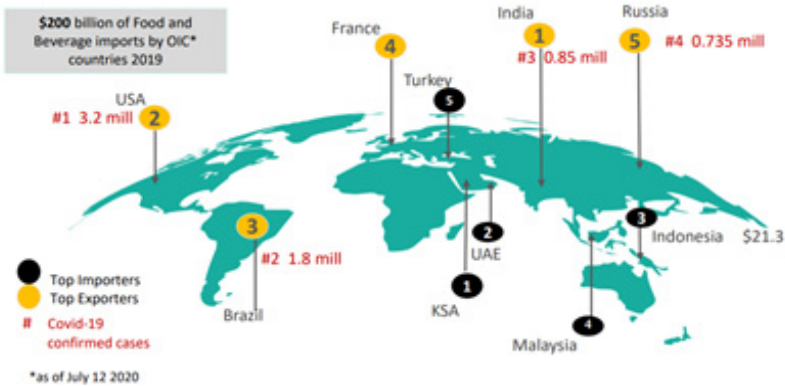 $200 billion of Food and
Beverage imports by OIC*
countries 2019
France
4
India
1
#3 0.85 mill
Russia
5
#4 0.735 mill
Turkey
5
USA
#1 3.2 mill
2
3
#2 1.8 mill
Brazil
2
UAE
1
KSA
3
Indonesia $21.3
4
Malaysia
Top Importers
Top Exporters
# Covid-19
confirmed cases
*as of July 12 2020